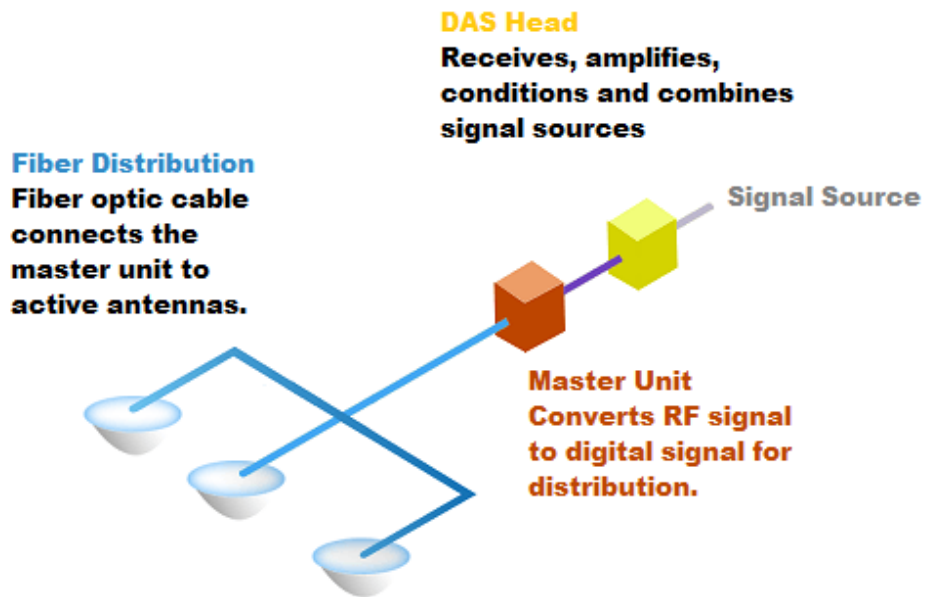 DAS Head
Receives, amplifies,
conditions and combines
signal sources
Fiber Distribution
Fiber optic cable
connects the
master unit to
active antennas.
Signal Source
Master Unit
Converts RF signal
to digital signal for
distribution.